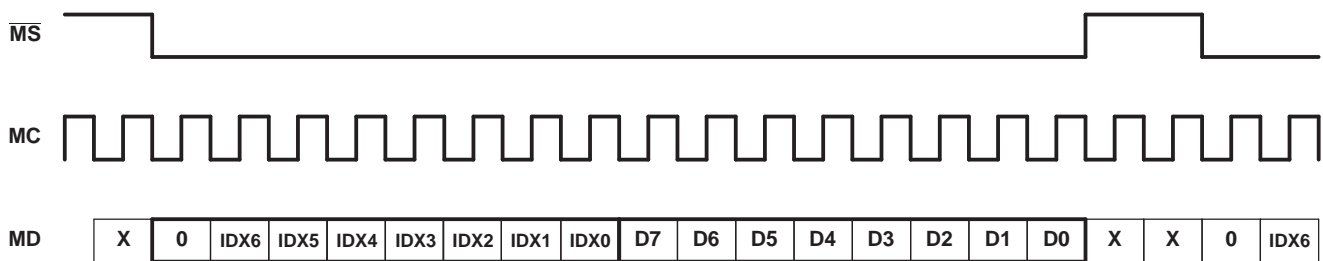 MS
MC
MD X 0 IDX6 IDX5 IDX4 IDX3 IDX2 IDX1 IDX0 D7 D6 D5 D4 D3 D2 D1 D0 X X 0 IDX6